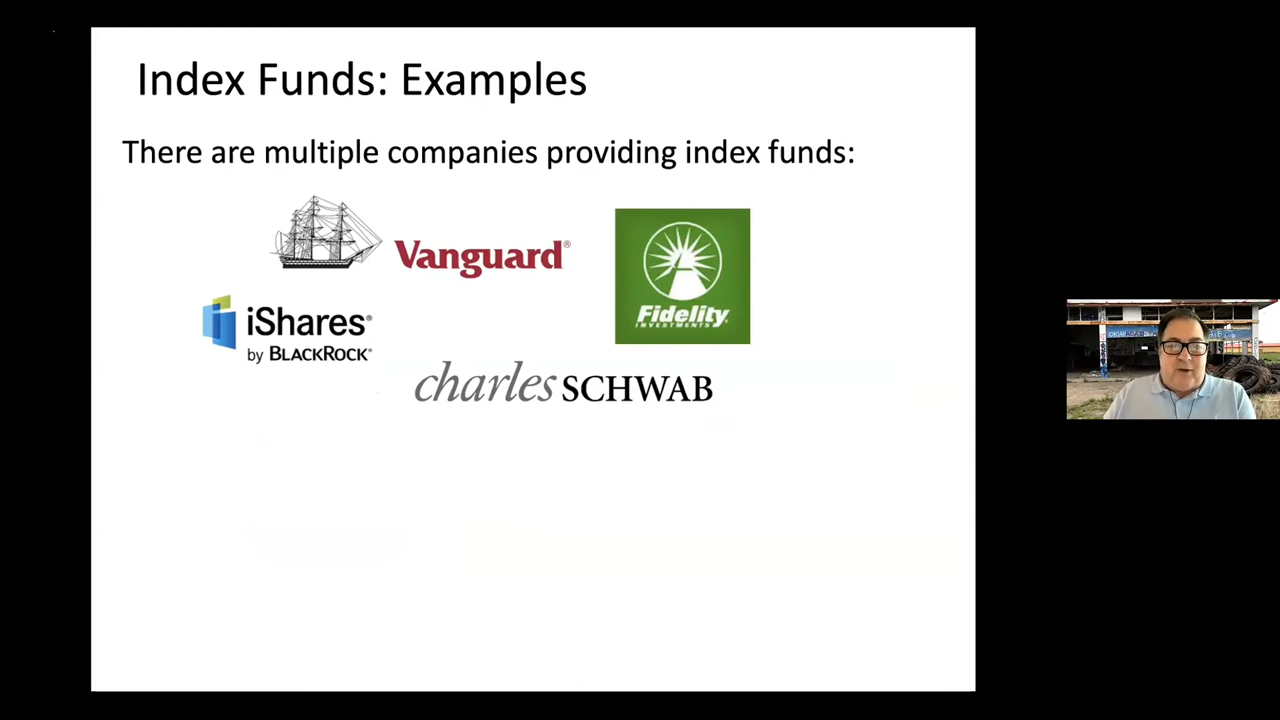 Index Funds: Examples
There are multiple companies providing index funds:
Vanguard®
Fidelity
INVESTMENTS®
iShares®
by BLACKROCK®
charles SCHWAB